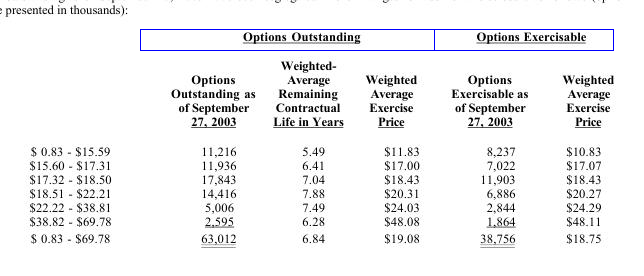 e presented in thousands):
Options Outstanding Options Exercisable
Weighted-
Options Average Weighted Options Weighted
Outstanding as Remaining Average Exercisable as Average
of September Contractual Exercise of September Exercise
27, 2003 Life in Years Price 27, 2003 Price
$ 0.83 - $15.59 11,216 5.49 $11.83 8,237 $10.83
$15.60 - $17.31 11,936 6.41 $17.00 7,022 $17.07
$17.32 - $18.50 17,843 7.04 $18.43 11,903 $18.43
$18.51 - $22.21 14,416 7.88 $20.31 6,886 $20.27
$22.22 - $38.81 5,006 7.49 $24.03 2,844 $24.29
$38.82 - $69.78 2,595 6.28 $48.08 1,864 $48.11
$ 0.83 - $69.78 63,012 6.84 $19.08 38,756 $18.75